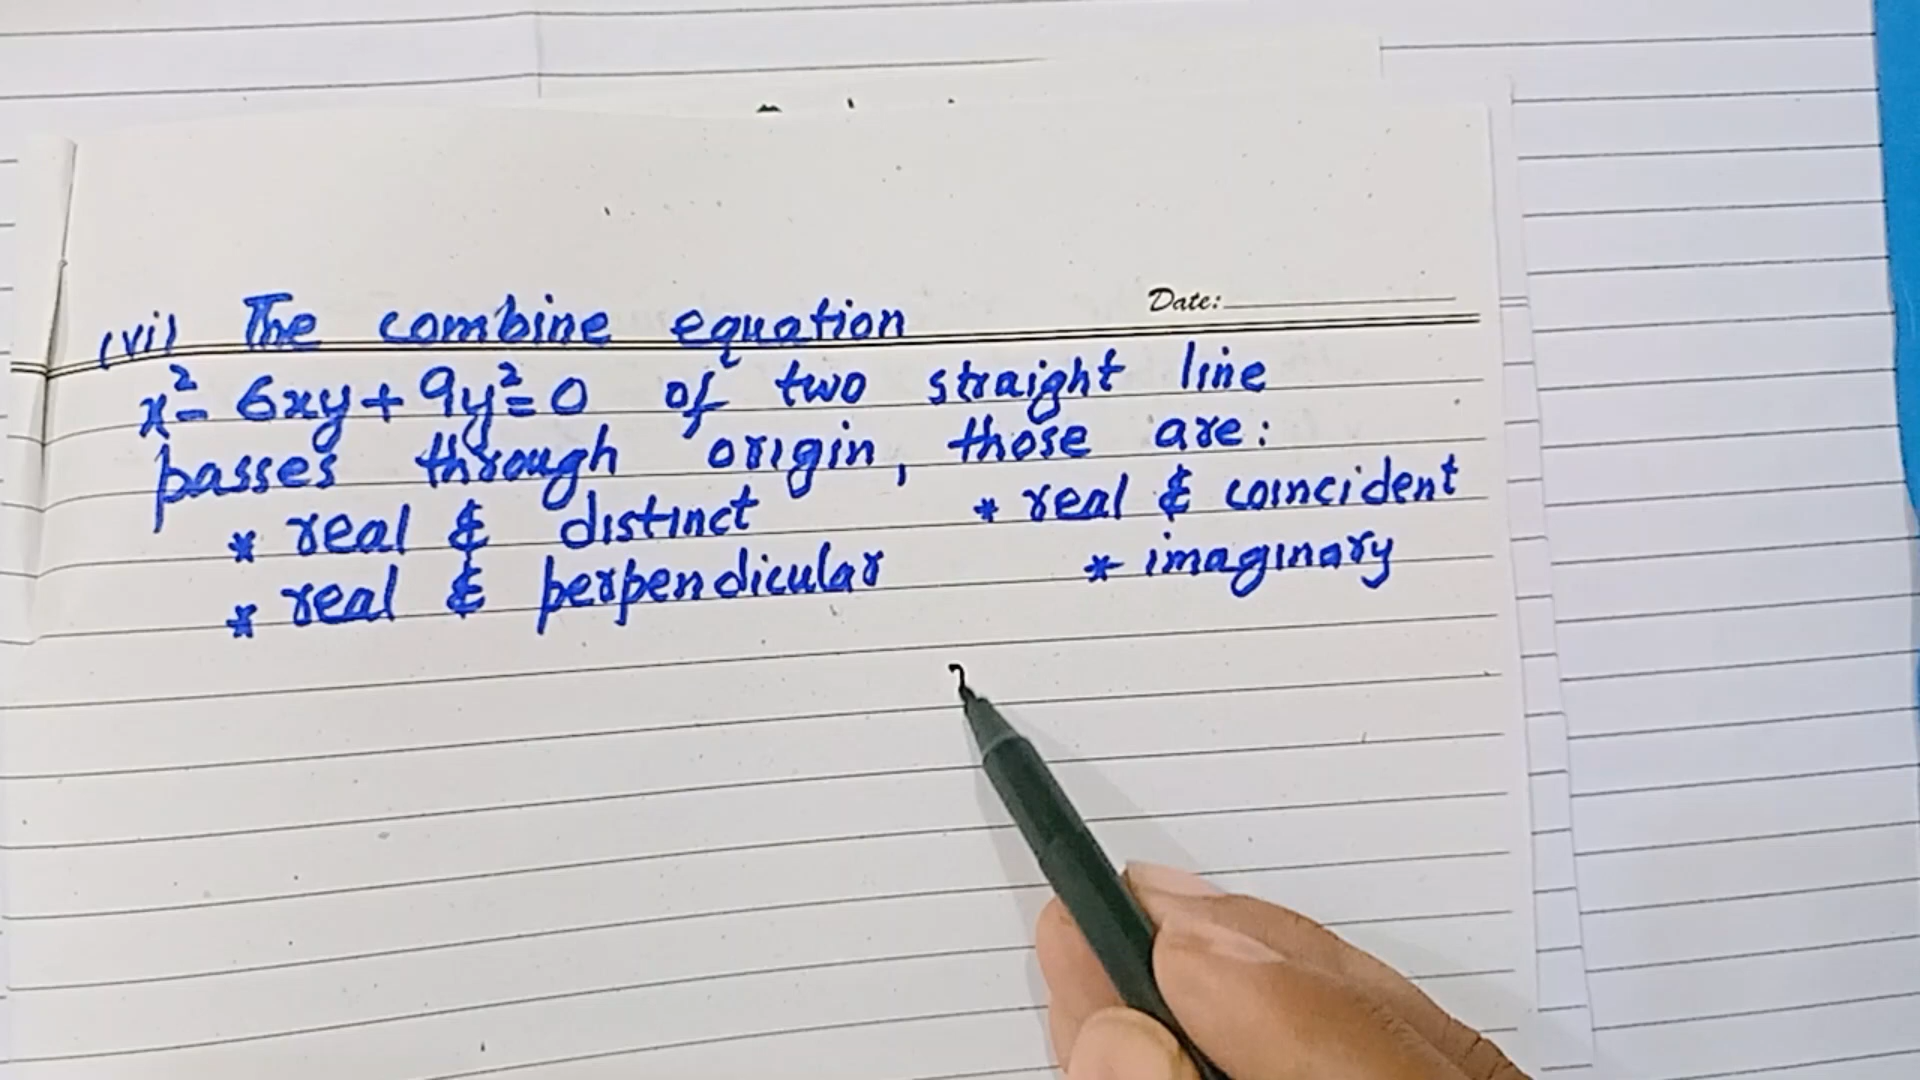 Date:
(vi) The combine equation
x² - 6xy + 9y² = 0 of two straight line
passes through origin, those are:
* real & distinct * real & coincident
* real & perpendicular * imaginary